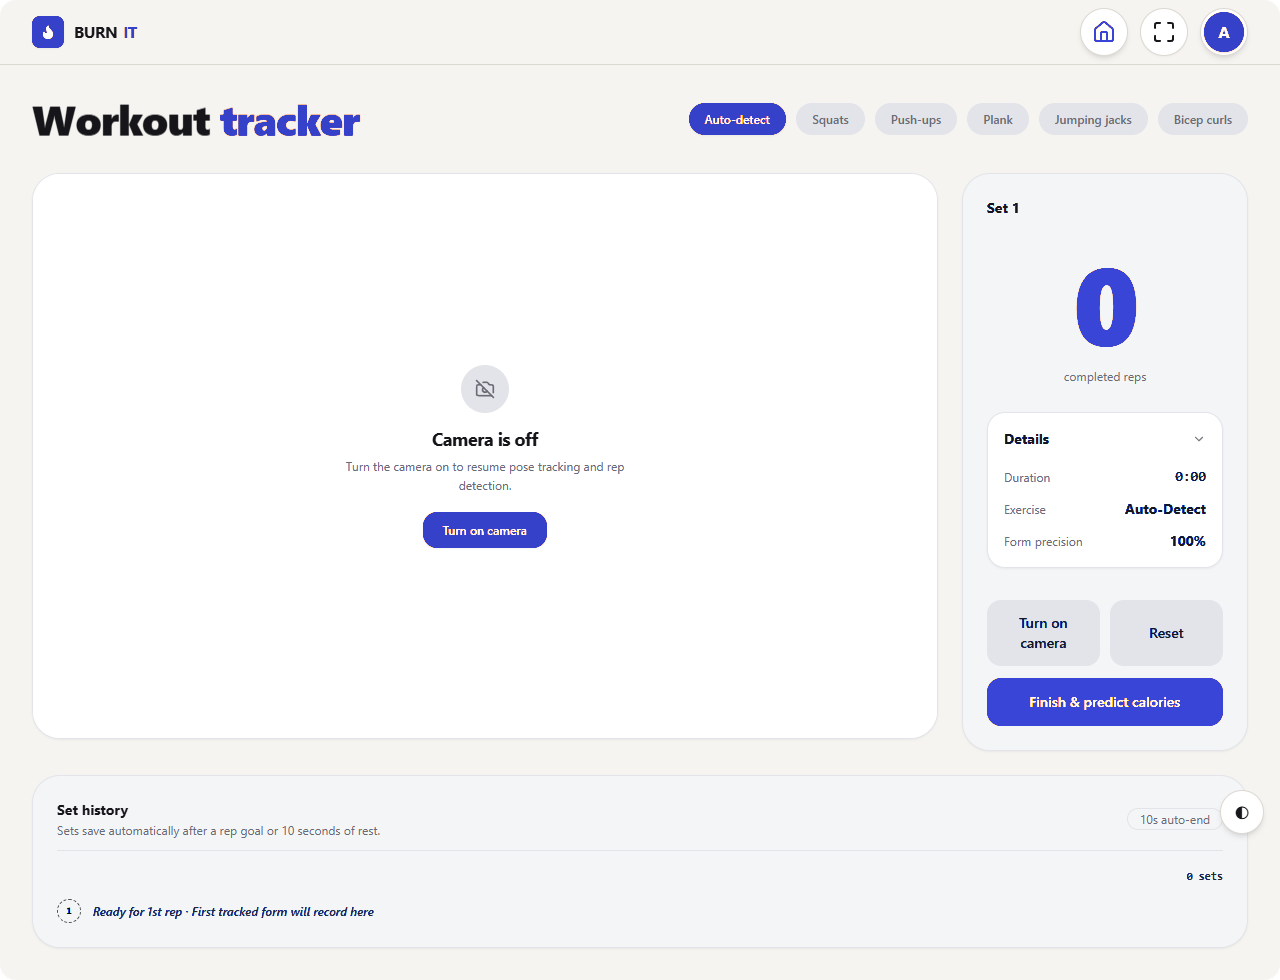 BURN IT
A
Workout tracker
Auto-detect
Squats
Push-ups
Plank
Jumping jacks
Bicep curls
Camera is off
Turn the camera on to resume pose tracking and rep
detection.
Turn on camera
Set 1
0
completed reps
Details
Duration 0:00
Exercise Auto-Detect
Form precision 100%
Turn on
camera
Reset
Finish & predict calories
Set history
Sets save automatically after a rep goal or 10 seconds of rest.
10s auto-end
0 sets
1 Ready for 1st rep · First tracked form will record here